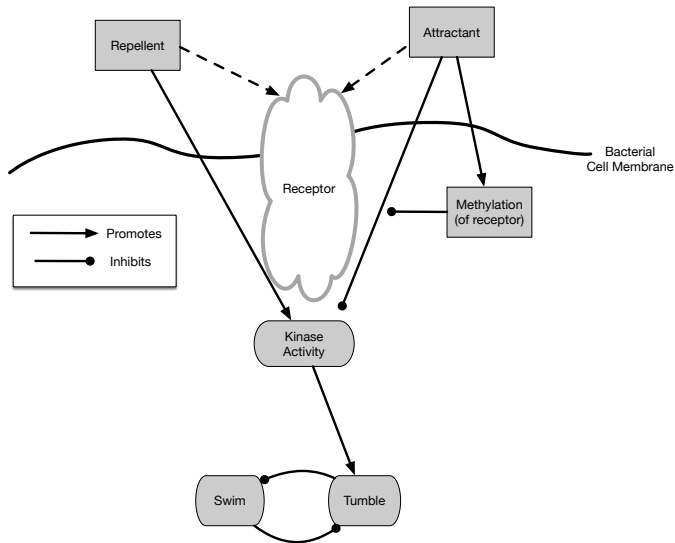 Repellent
Attractant
Bacterial
Cell Membrane
Receptor
Methylation
(of receptor)
Promotes
Inhibits
Kinase
Activity
Swim
Tumble